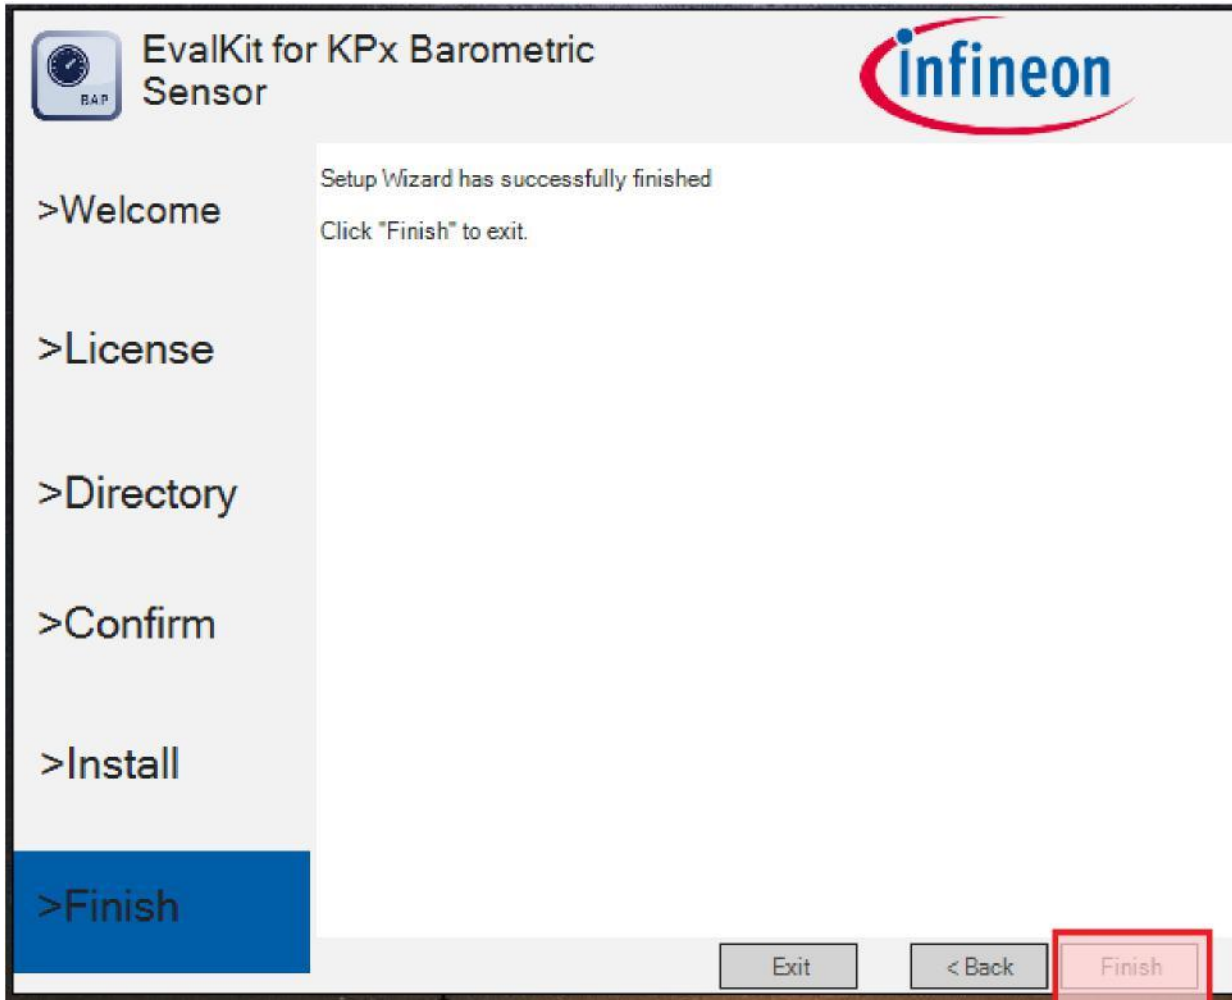 EvalKit for KPx Barometric
Sensor
BAP
infineon
>Welcome
>License
>Directory
>Confirm
>Install
>Finish
Setup Wizard has successfully finished
Click "Finish" to exit.
Exit
< Back
Finish